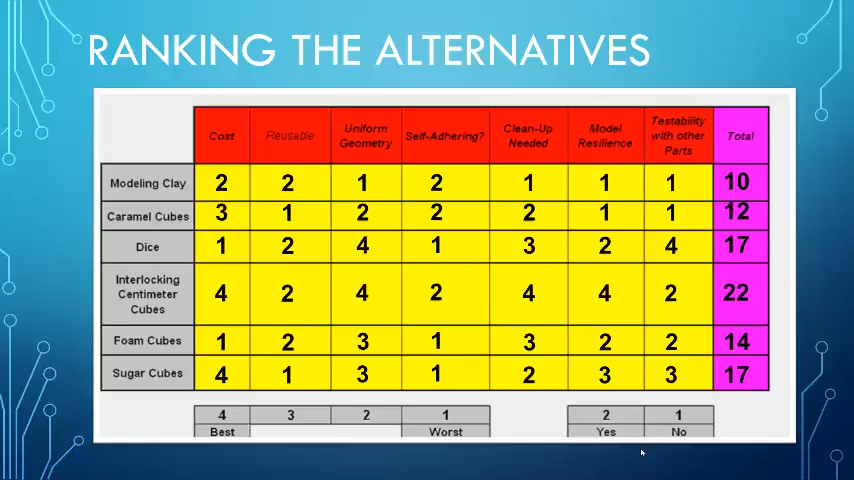 RANKING THE ALTERNATIVES
Cost Reusable Uniform Geometry Self-Adhering? Clean-Up Needed Model Resilience Testability with other Parts Total
Modeling Clay 2 2 1 2 1 1 1 10
Caramel Cubes 3 1 2 2 2 1 1 12
Dice 1 2 4 1 3 2 4 17
Interlocking Centimeter Cubes 4 2 4 2 4 4 2 22
Foam Cubes 1 2 3 1 3 2 2 14
Sugar Cubes 4 1 3 1 2 3 3 17
4 3 2 1 2 1
Best Worst Yes No